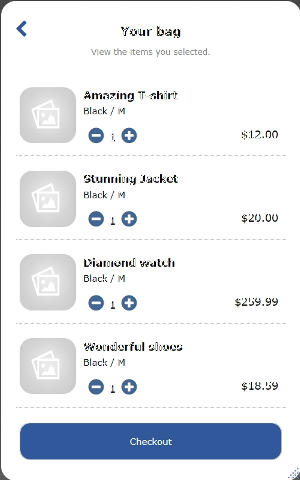 Your bag
View the items you selected.
Amazing T-shirt
Black / M
1
$12.00
Stunning Jacket
Black / M
1
$20.00
Diamend watch
Black / M
1
$259.99
Wonderful shoes
Black / M
1
$18.59
Checkout